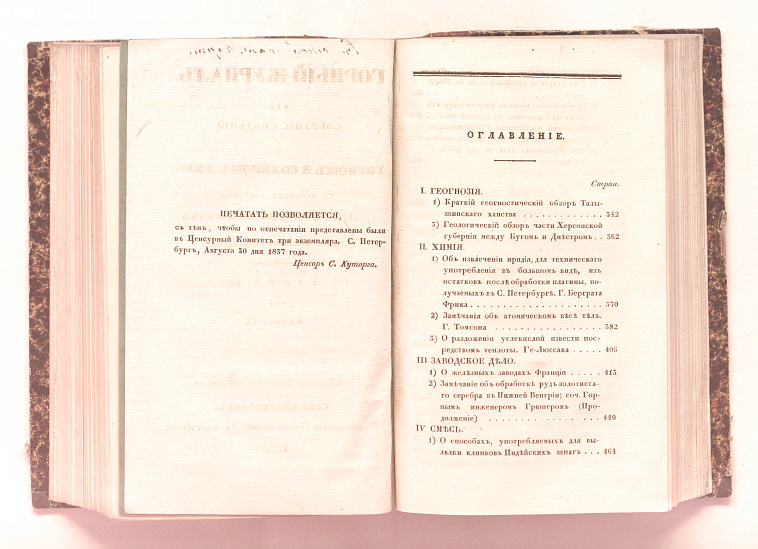 ПЕЧАТАТЬ ПОЗВОЛЯЕТСЯ,
съ тѣмъ, чтобы по отпечатаніи представлены были
въ Ценсурный Комитетъ три экземпляра. С. Петер-
бургъ, Августа 30 дня 1837 года.
Ценсоръ С. Куторга.
ОГЛАВЛЕНІЕ.
Стран.
I. ГЕОГНОЗІЯ.
1) Краткій геогностическій обзоръ Талы-
шинскаго ханства . . . . . . . . . . . . 342
3) Геологическій обзоръ части Херсонской
губерніи между Бугомъ и Днѣстромъ . . 362
II. ХИМІЯ.
1) Объ извлеченіи иридія, для техническаго
употребленія въ большомъ видѣ, изъ
остатковъ послѣ обработки платины, по-
лучаемыхъ въ С. Петербургѣ. Г. Берграта
Фрика . . . . . . . . . . . . . . . . . . . . 370
2) Замѣчанія объ атомическомъ вѣсѣ тѣлъ.
Г. Томсона . . . . . . . . . . . . . . . . 382
3) О разложеніи углекислой извести пос-
редствомъ теплоты. Ге-Люссака . . . . . 406
III ЗАВОДСКОЕ ДѢЛО.
1) О желѣзныхъ заводахъ Франціи . . . . . 413
2) Замѣчаніе объ обработкѣ рудъ золотиста-
го серебра въ Нижней Венгріи; соч. Гор-
нымъ инженеромъ Грюнеромъ (Про-
долженіе) . . . . . . . . . . . . . . . . . . 440
IV СМѢСЬ.
1) О способахъ, употребляемыхъ для вы-
дѣлки клинковъ Индѣйскихъ шпагъ . . . 464